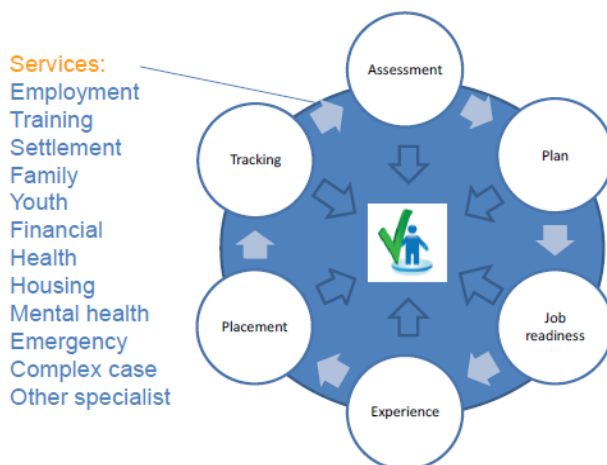 Services:
Employment
Training
Settlement
Family
Youth
Financial
Health
Housing
Mental health
Emergency
Complex case
Other specialist
Assessment
Plan
Job
readiness
Experience
Placement
Tracking